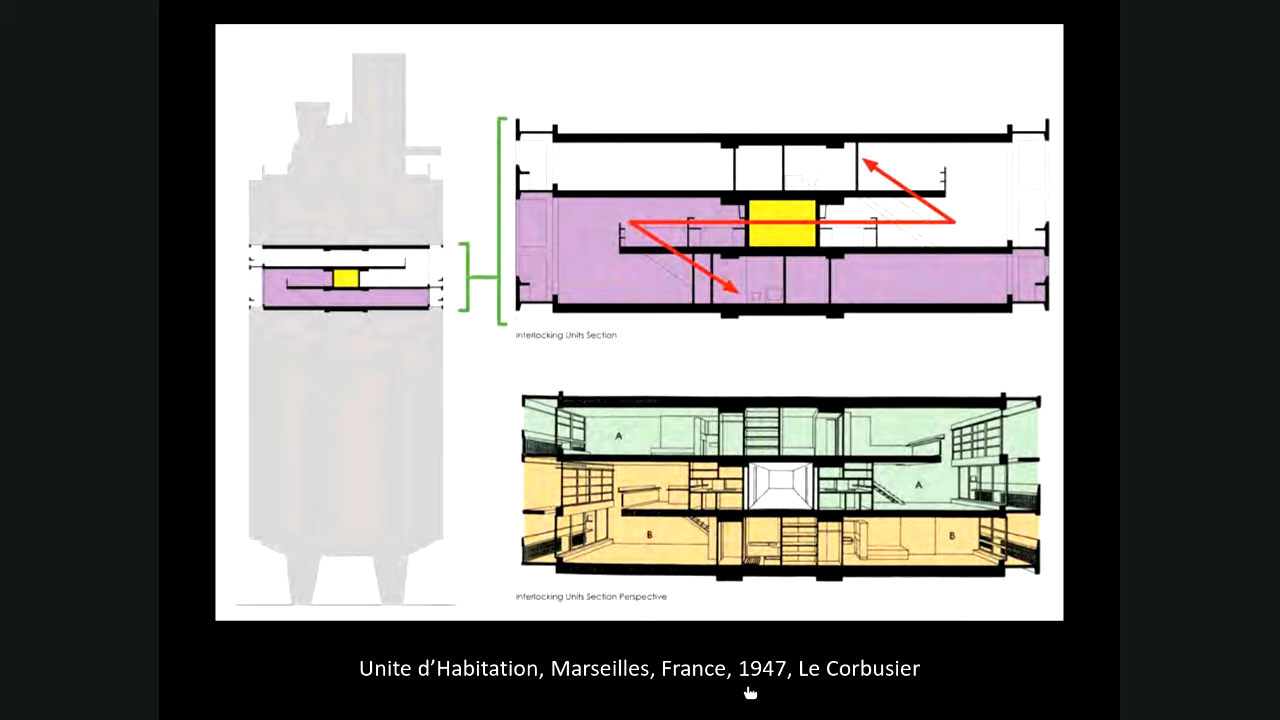 Interlocking Units Section
A
A
B
B
Interlocking Units Section Perspective
Unite d’Habitation, Marseilles, France, 1947, Le Corbusier